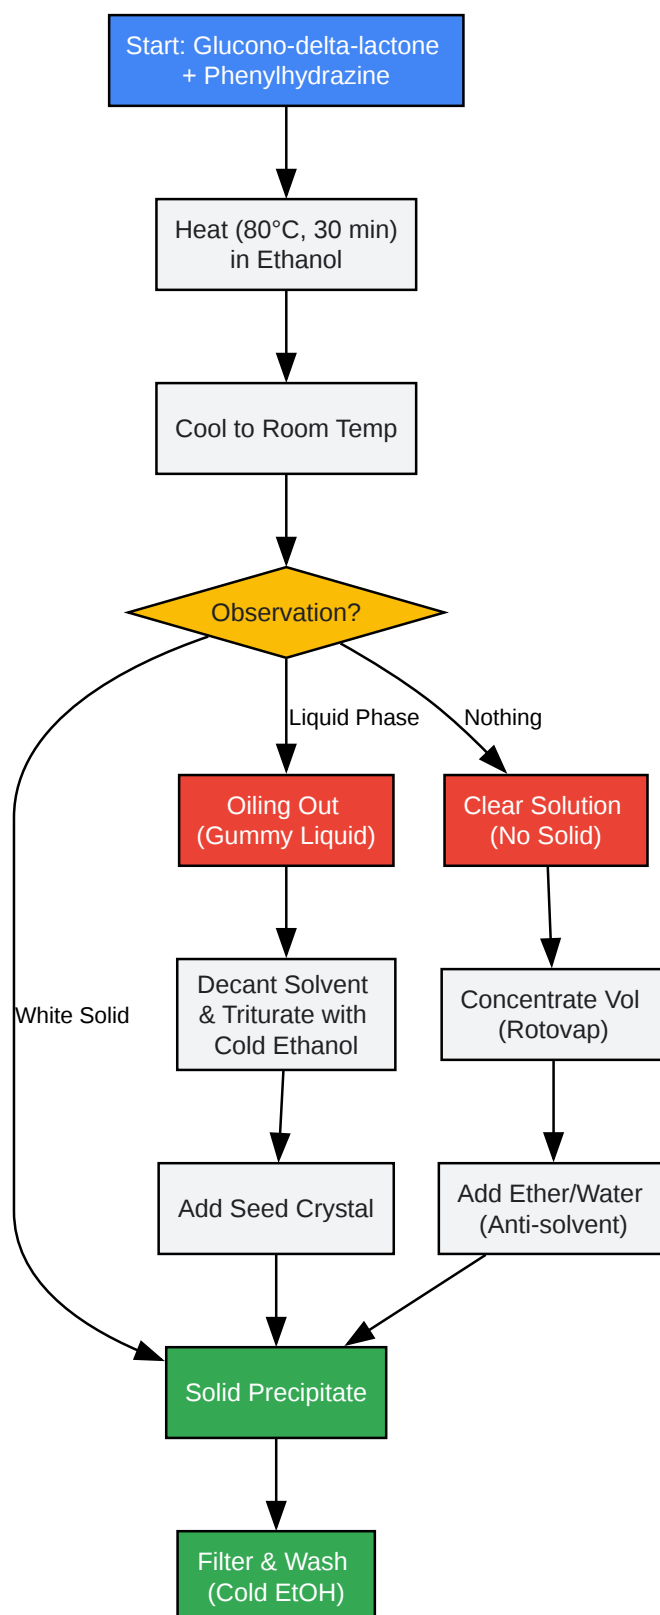 Start: Glucono-delta-lactone
+ Phenylhydrazine
Heat (80°C, 30 min)
in Ethanol
Cool to Room Temp
Observation?
Liquid Phase
Nothing
Oiling Out
(Gummy Liquid)
Clear Solution
(No Solid)
Decant Solvent
& Triturate with
Cold Ethanol
Concentrate Vol
(Rotovap)
White Solid
Add Seed Crystal
Add Ether/Water
(Anti-solvent)
Solid Precipitate
Filter & Wash
(Cold EtOH)